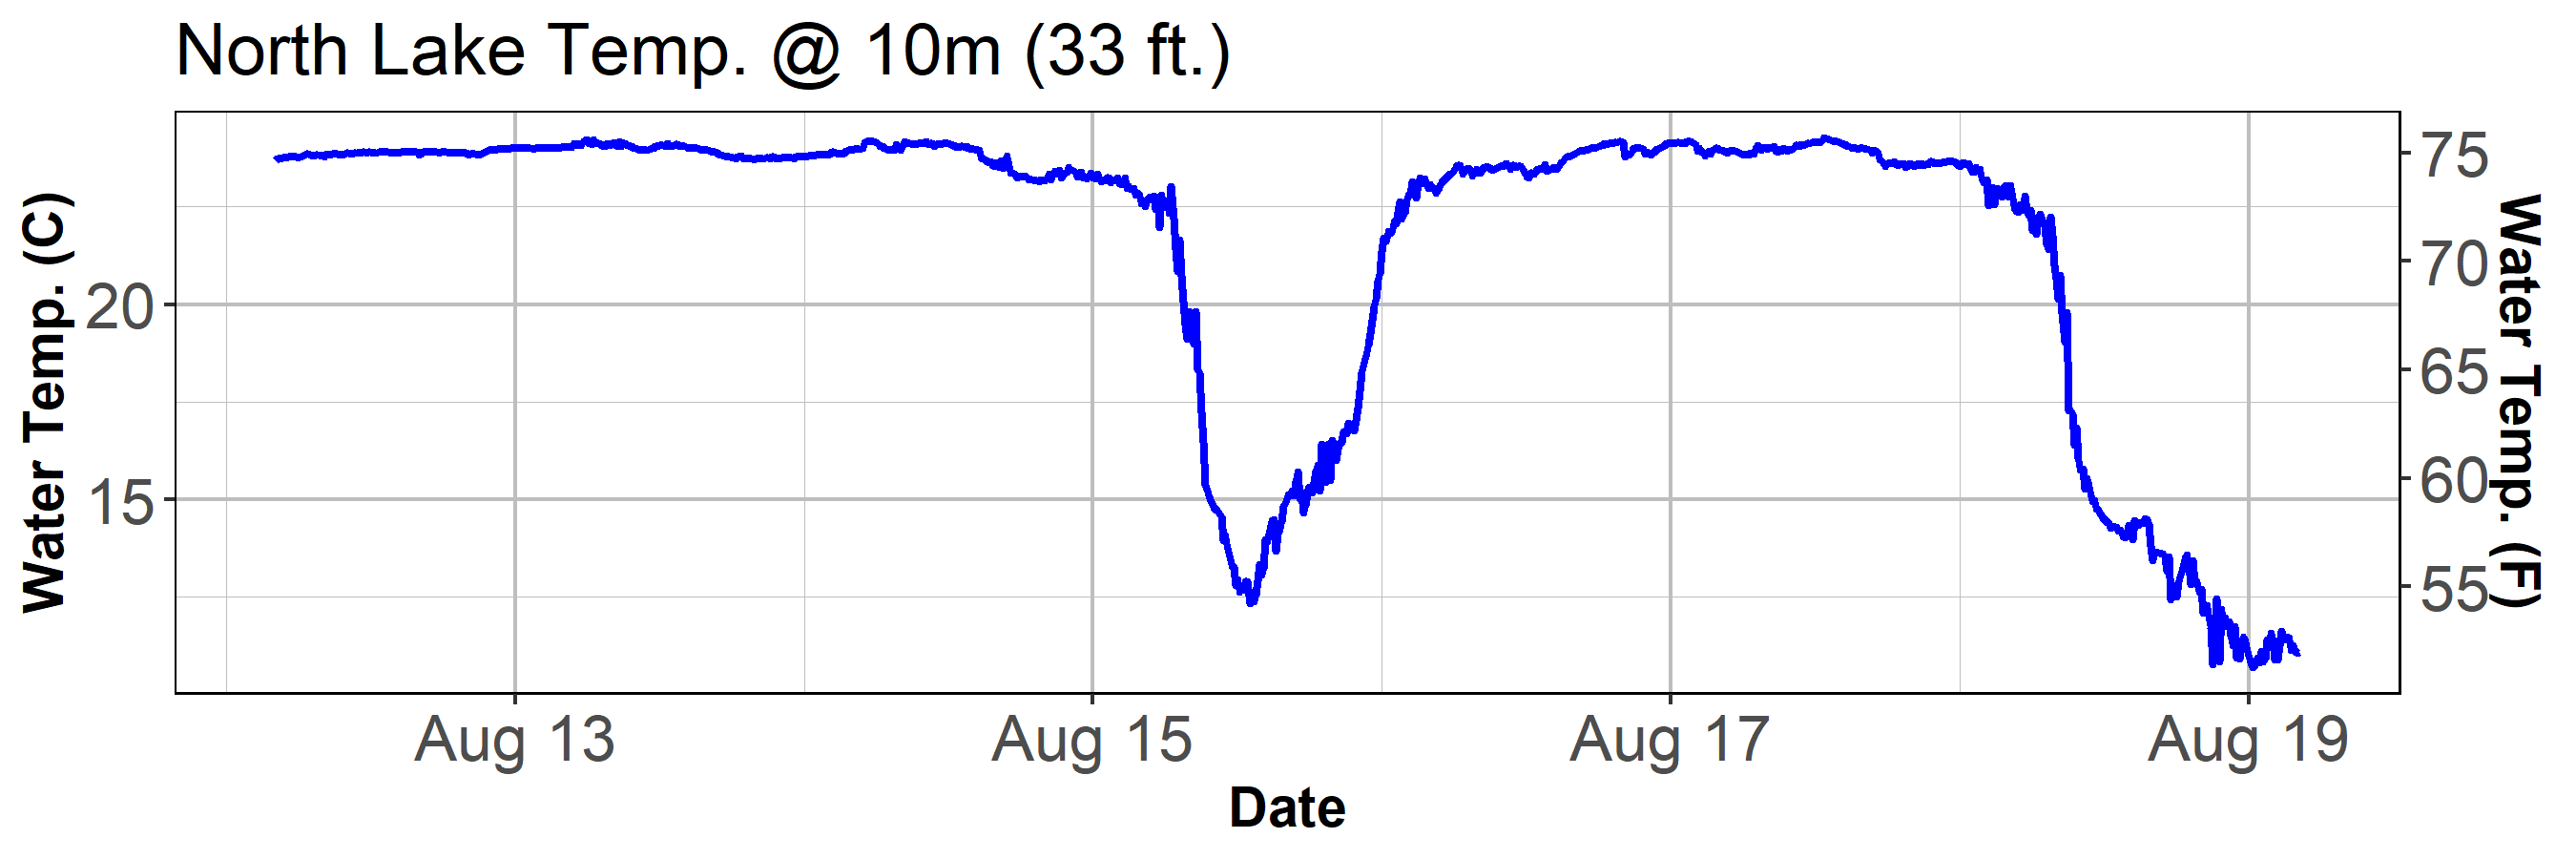 North Lake Temp. @ 10m (33 ft.)
Water Temp. (C)
20
15
75
70
65
60
55
Water Temp. (F)
Aug 13
Aug 15
Aug 17
Aug 19
Date